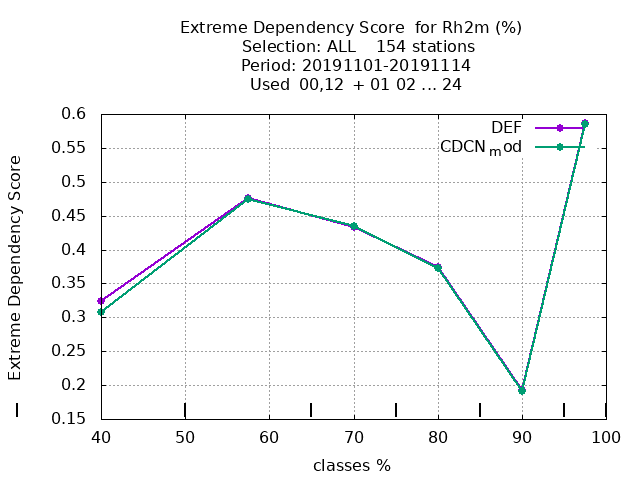 Extreme Dependency Score  for Rh2m (%)
Selection: ALL    154 stations
Period: 20191101-20191114
Used  00,12  + 01 02 ... 24
DEF
CDCNmod
0.6
0.55
0.5
0.45
0.4
0.35
0.3
0.25
0.2
0.15
Extreme Dependency Score
40
50
60
70
80
90
100
classes %